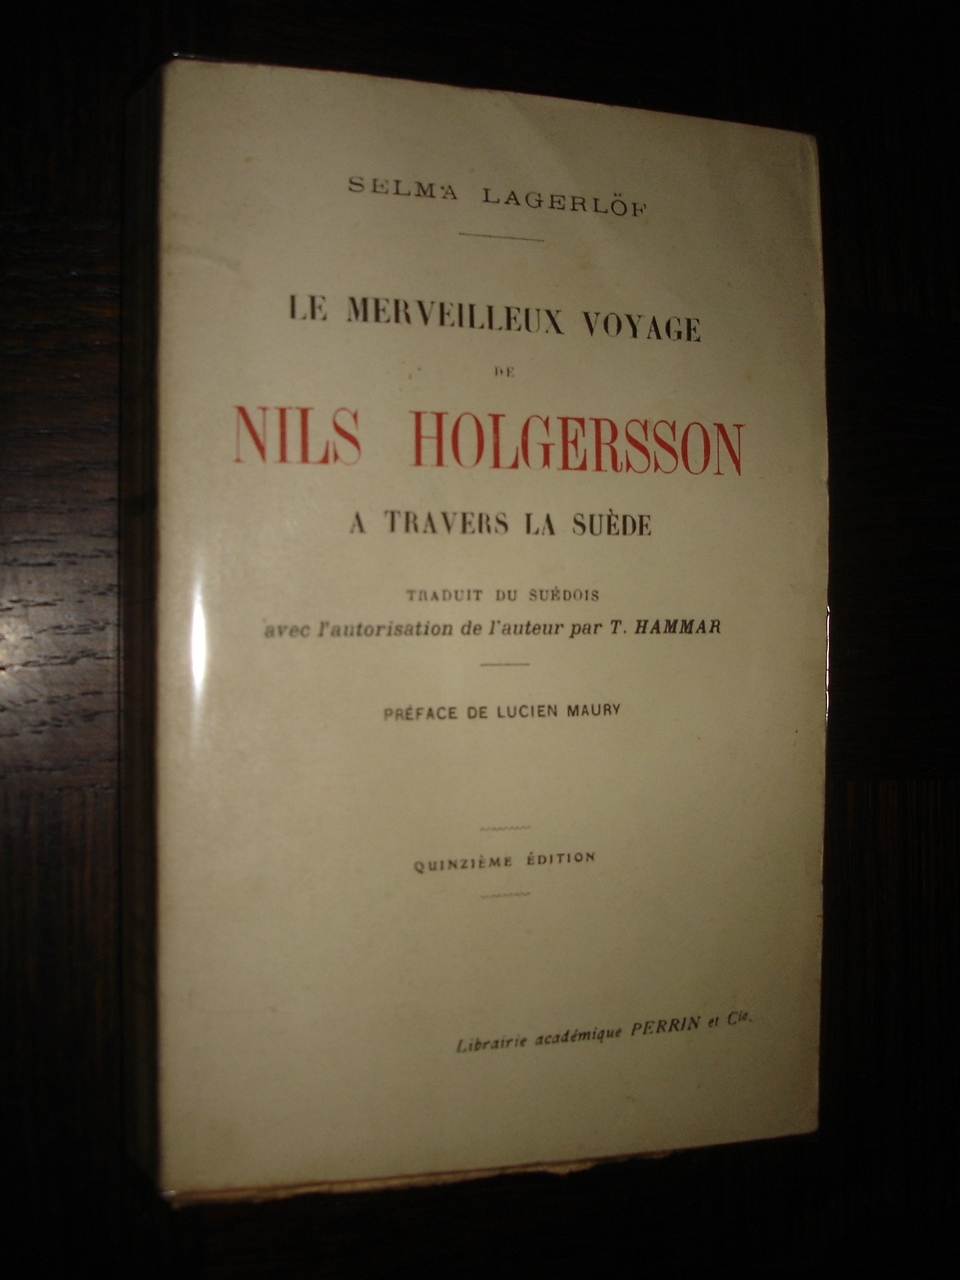 SELMA LAGERLÖF
LE MERVEILLEUX VOYAGE
DE
NILS HOLGERSSON
A TRAVERS LA SUÈDE
TRADUIT DU SUÉDOIS
avec l'autorisation de l'auteur par T. HAMMAR
PRÉFACE DE LUCIEN MAURY
QUINZIÈME ÉDITION
Librairie académique PERRIN et Cie.